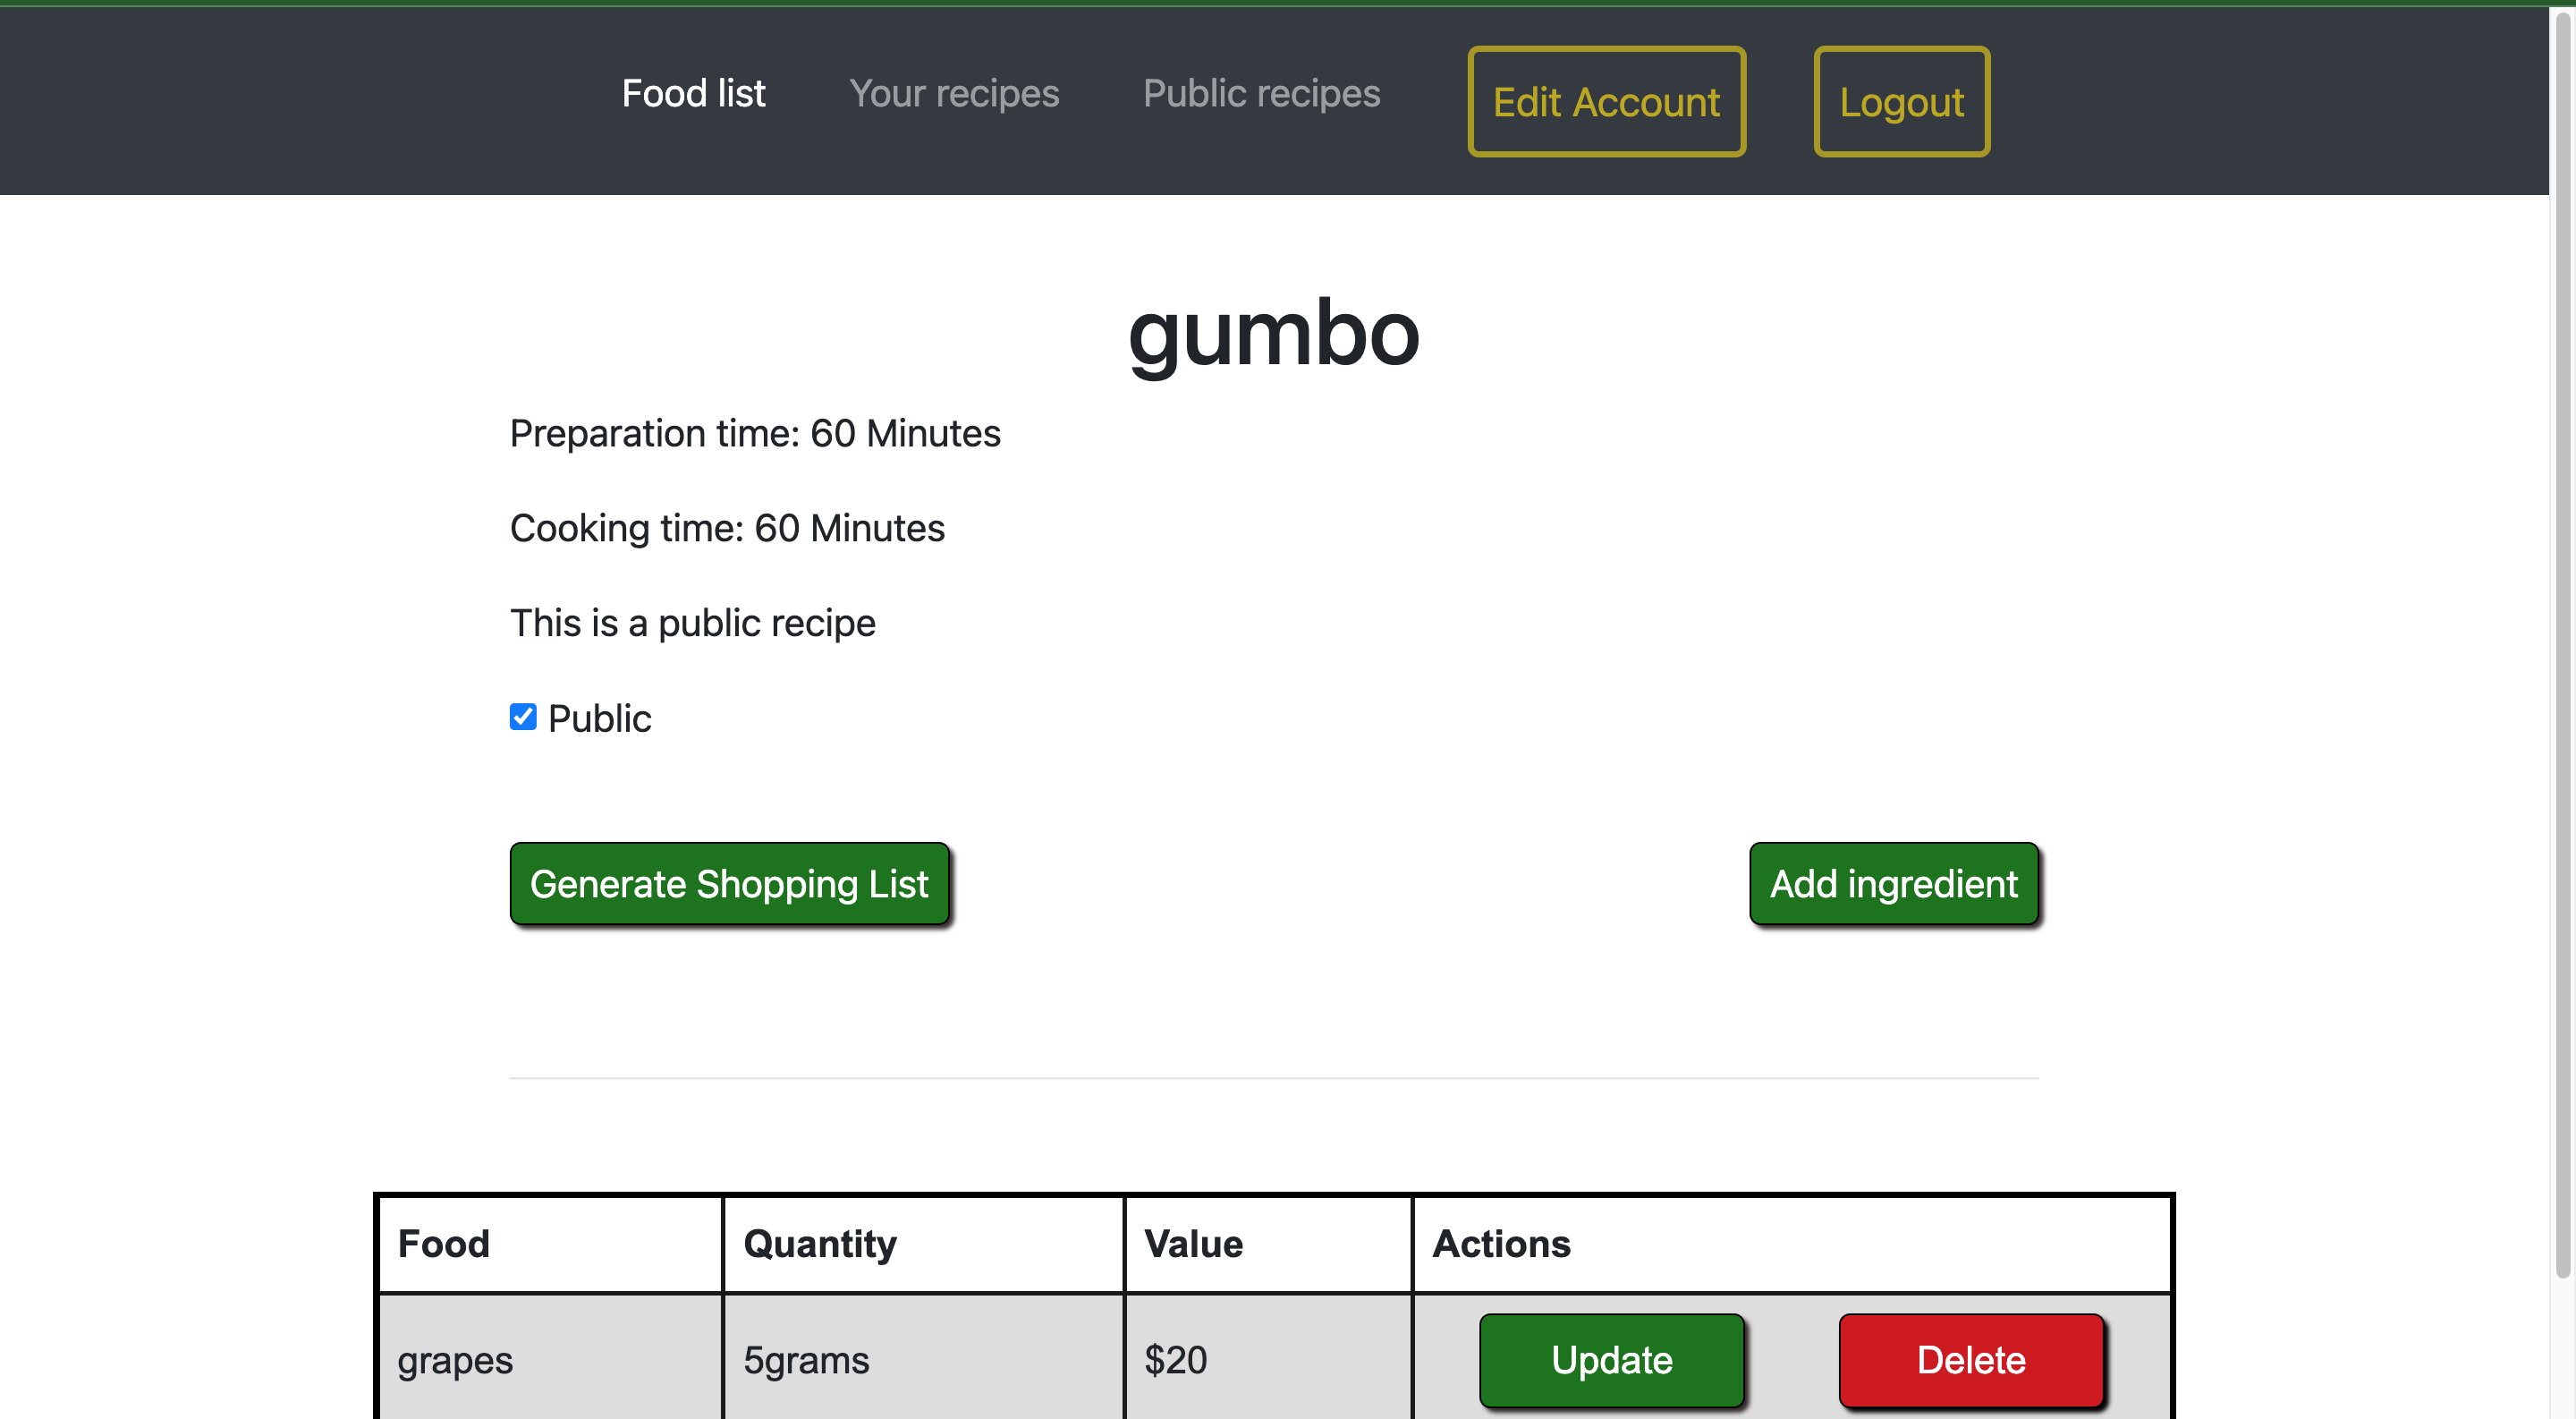 Food list Your recipes Public recipes Edit Account Logout
gumbo
Preparation time: 60 Minutes
Cooking time: 60 Minutes
This is a public recipe
Public
Generate Shopping List Add ingredient
Food Quantity Value Actions
grapes 5grams $20 Update Delete